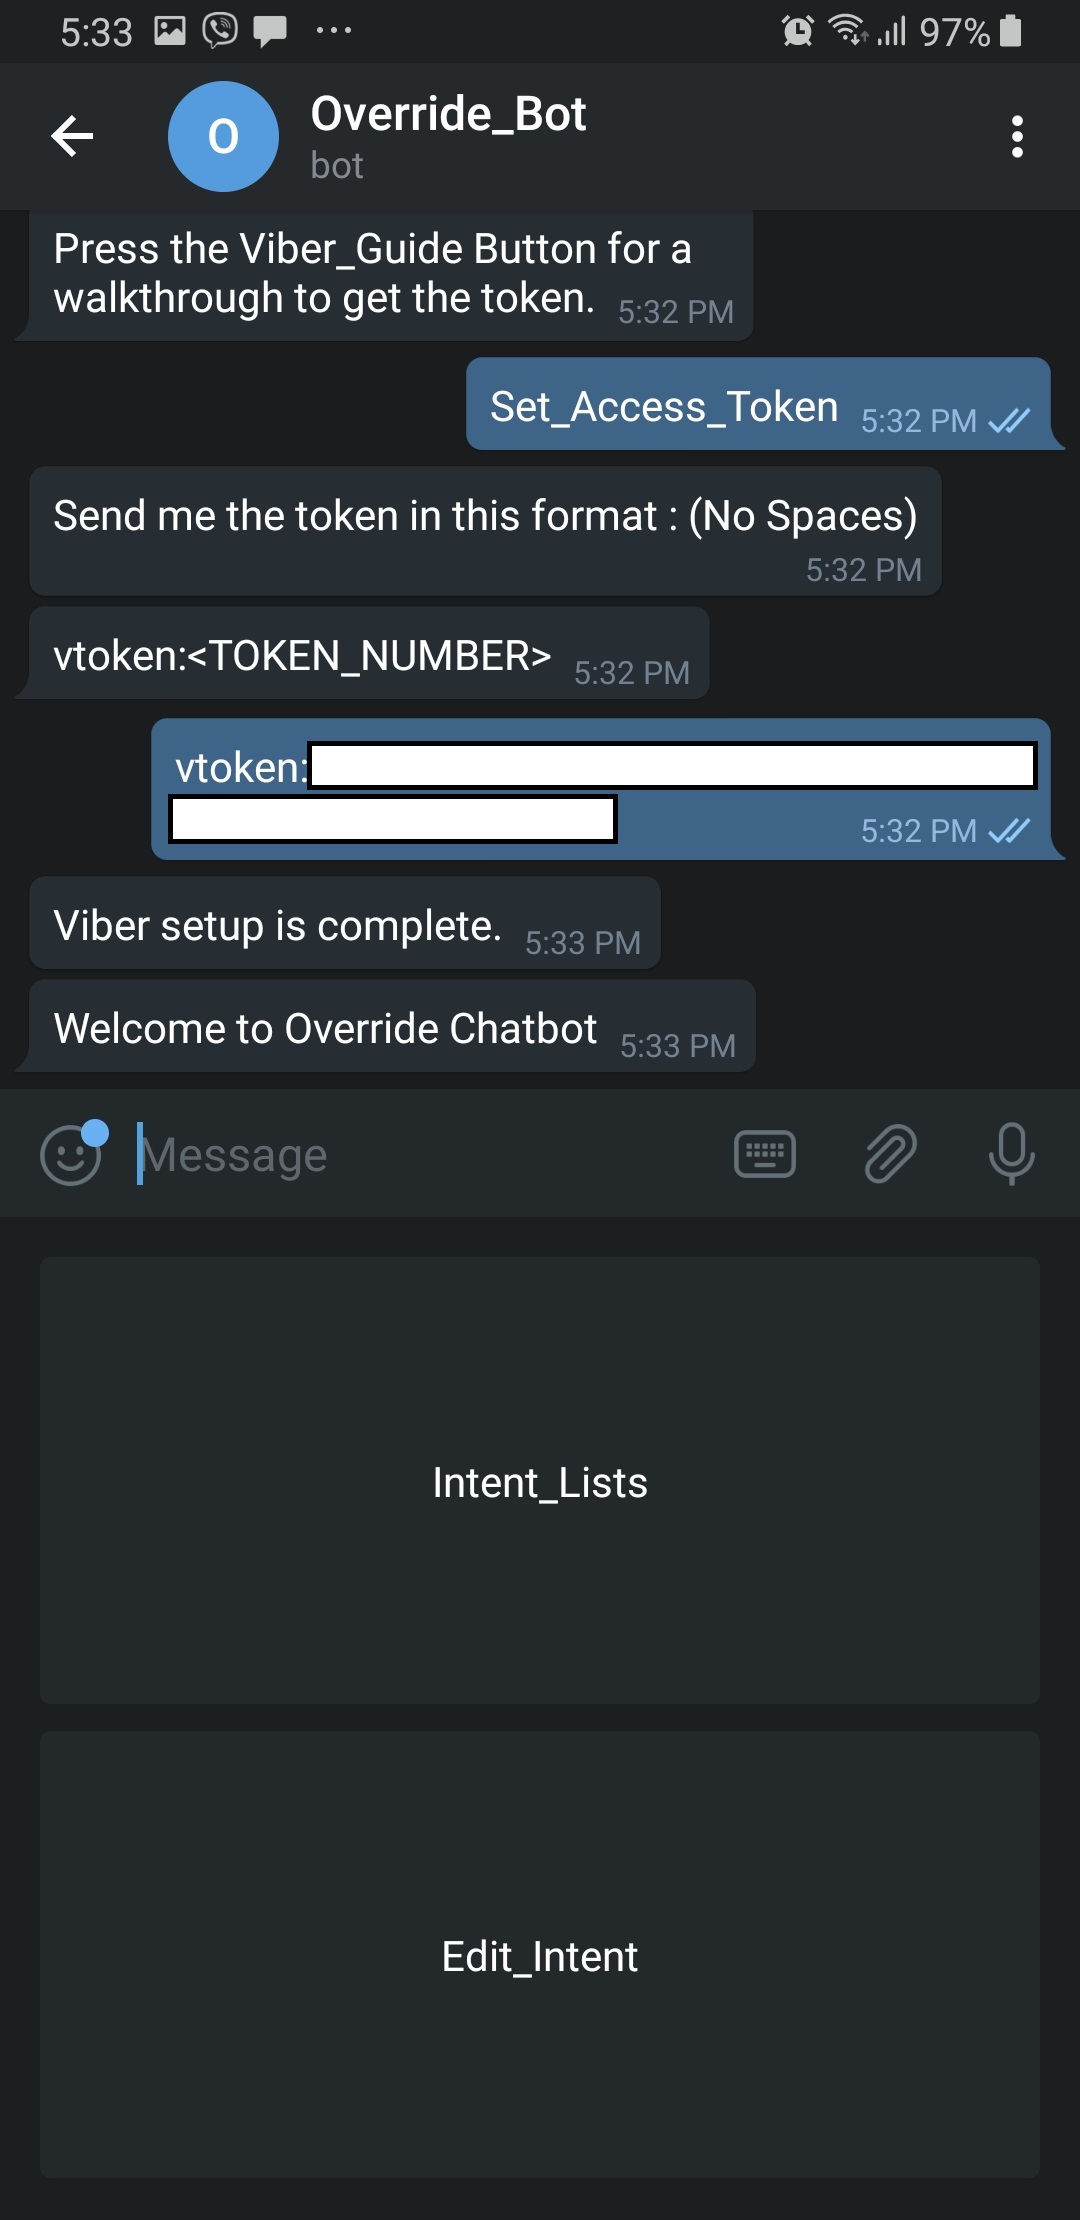 5:33 97%
O
Override_Bot
bot
Press the Viber_Guide Button for a
walkthrough to get the token. 5:32 PM
Set_Access_Token 5:32 PM
Send me the token in this format : (No Spaces)
5:32 PM
vtoken:<TOKEN_NUMBER> 5:32 PM
vtoken:
5:32 PM
Viber setup is complete. 5:33 PM
Welcome to Override Chatbot 5:33 PM
Message
Intent_Lists
Edit_Intent